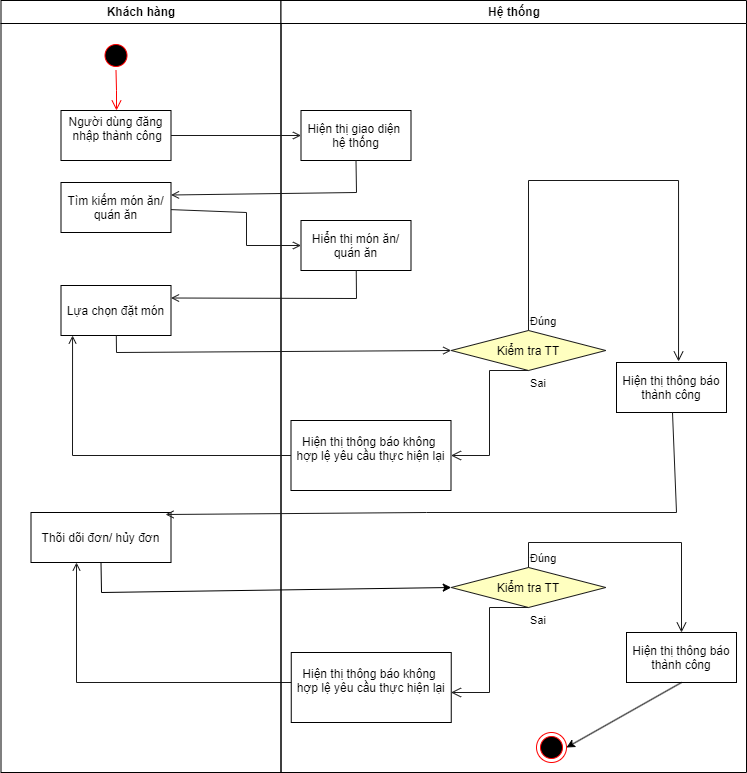 Khách hàng
Hệ thống
Người dùng đăng
nhập thành công
Hiện thị giao diện
hệ thống
Tìm kiếm món ăn/
quán ăn
Hiển thị món ăn/
quán ăn
Lựa chọn đặt món
Đúng
Kiểm tra TT
Sai
Hiện thị thông báo
thành công
Hiện thị thông báo không
hợp lệ yêu cầu thực hiện lại
Thõi dõi đơn/ hủy đơn
Đúng
Kiểm tra TT
Sai
Hiện thị thông báo
thành công
Hiện thị thông báo không
hợp lệ yêu cầu thực hiện lại